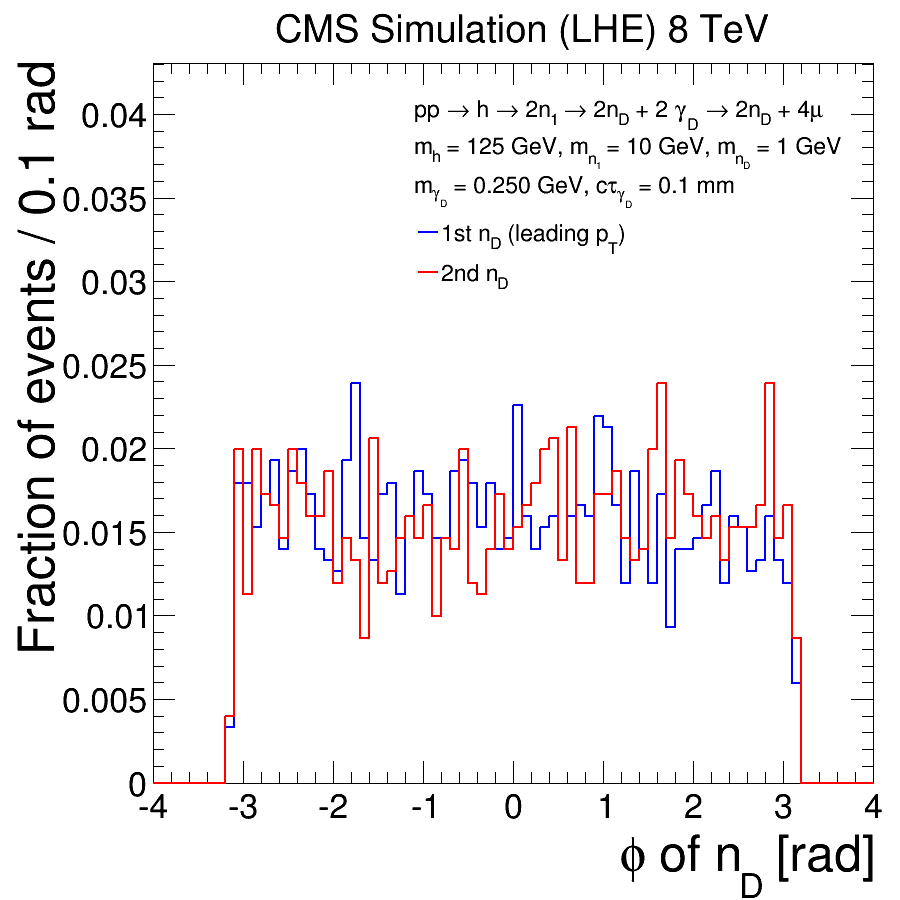 CMS Simulation (LHE) 8 TeV
Fraction of events / 0.1 rad
0.04
0.035
0.03
0.025
0.02
0.015
0.01
0.005
0
pp → h → 2n1 → 2nD + 2 γD → 2nD + 4μ
mh = 125 GeV, mn1 = 10 GeV, mnD = 1 GeV
mγD = 0.250 GeV, cτγD = 0.1 mm
1st nD (leading pT)
2nd nD
-4 -3 -2 -1 0 1 2 3 4
ϕ of nD [rad]